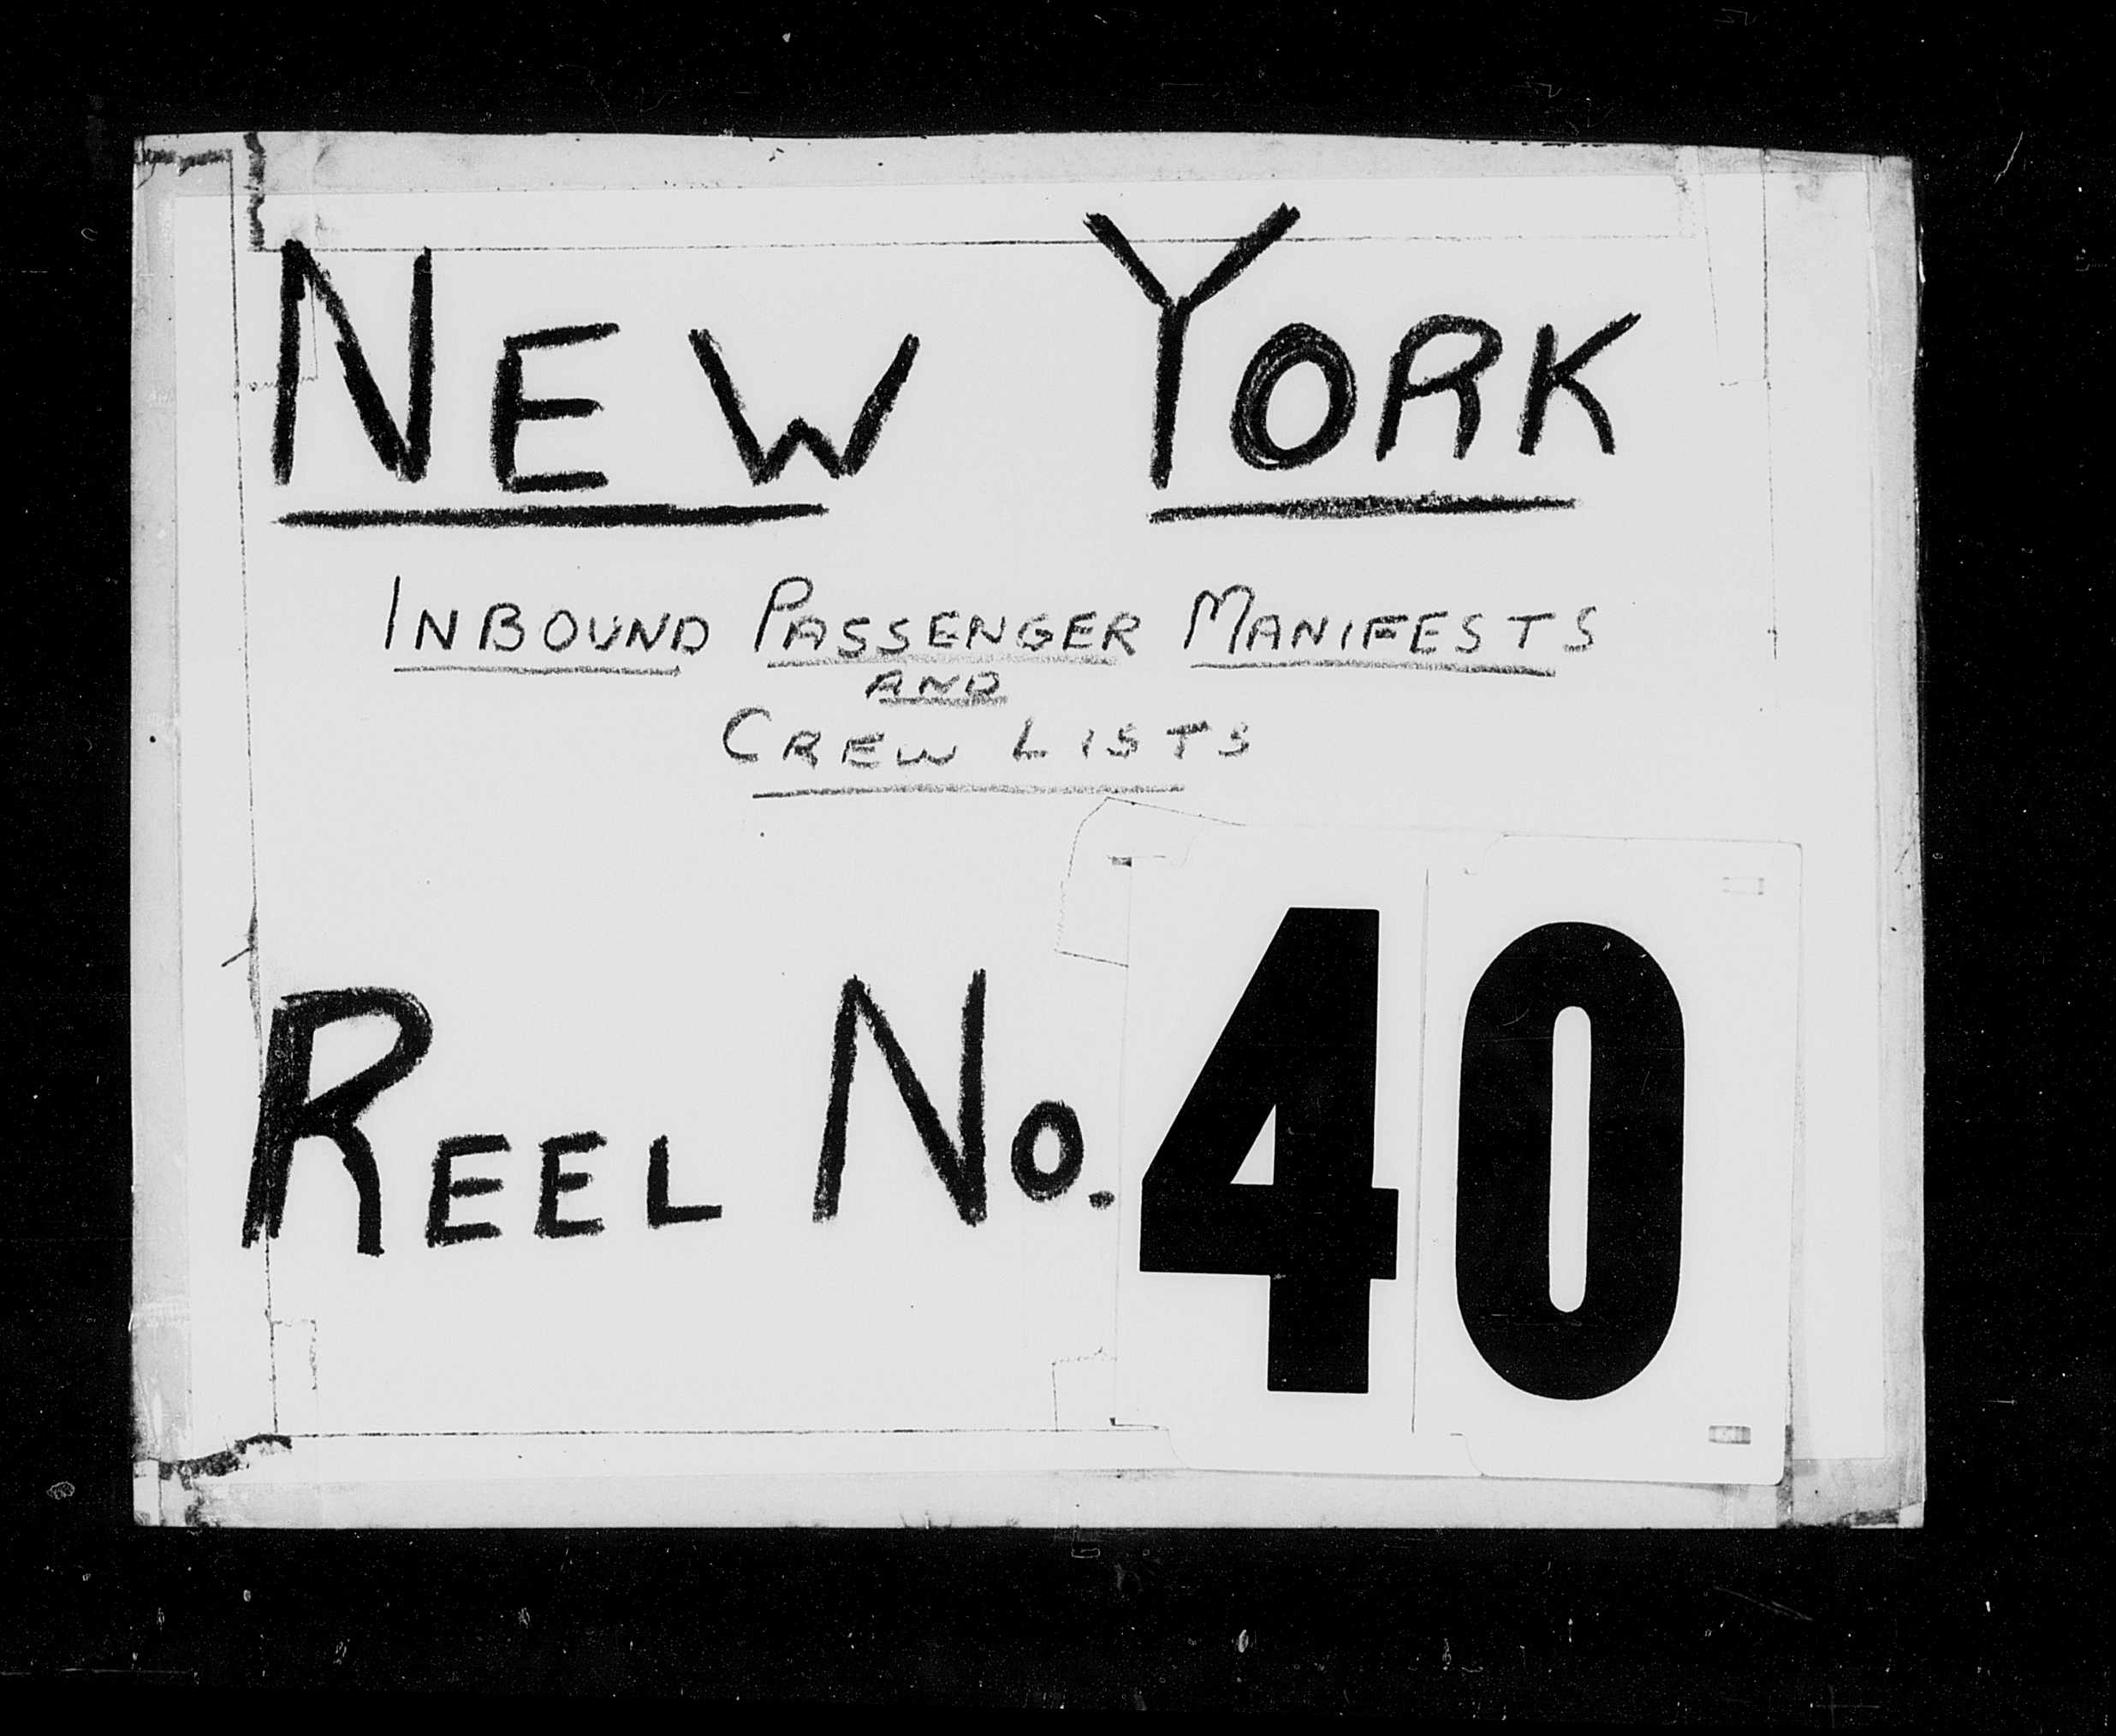 NEW YORK
INBOUND PASSENGER MANIFESTS
AND
CREW LISTS
REEL NO. 40